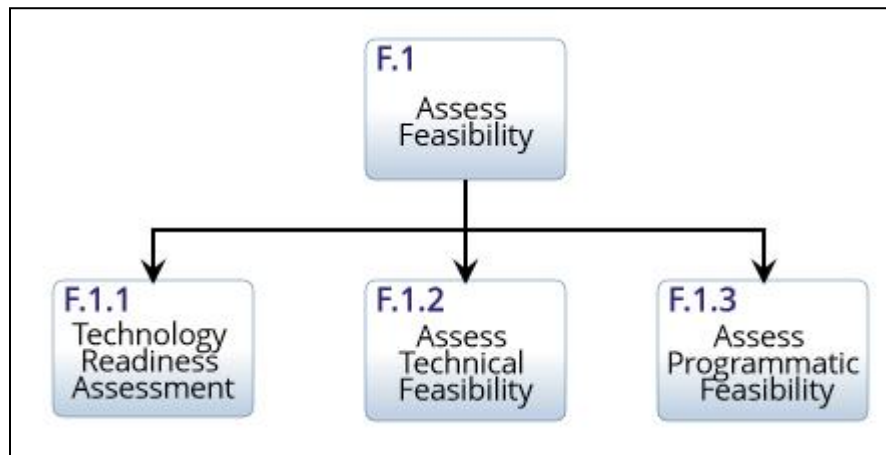 F.1
Assess
Feasibility
F.1.1
Technology
Readiness
Assessment
F.1.2
Assess
Technical
Feasibility
F.1.3
Assess
Programmatic
Feasibility